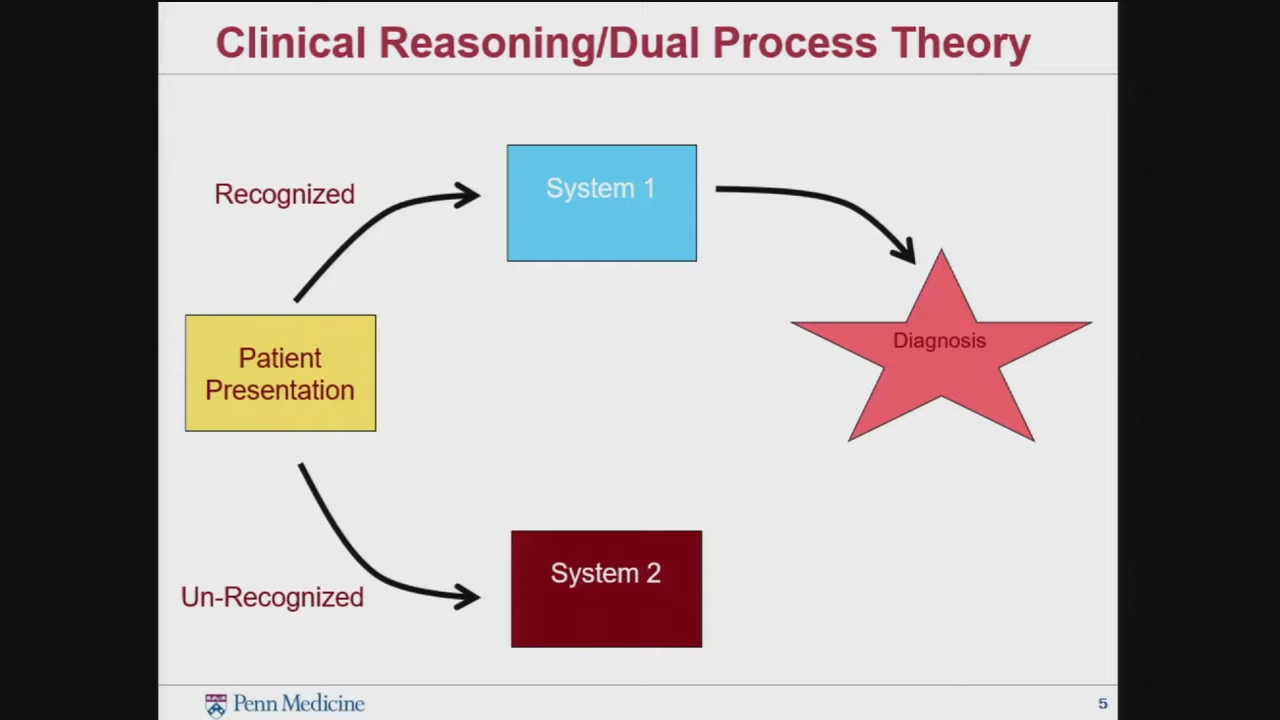 Clinical Reasoning/Dual Process Theory
Recognized
System 1
Patient
Presentation
Diagnosis
Un-Recognized
System 2
Penn Medicine
5